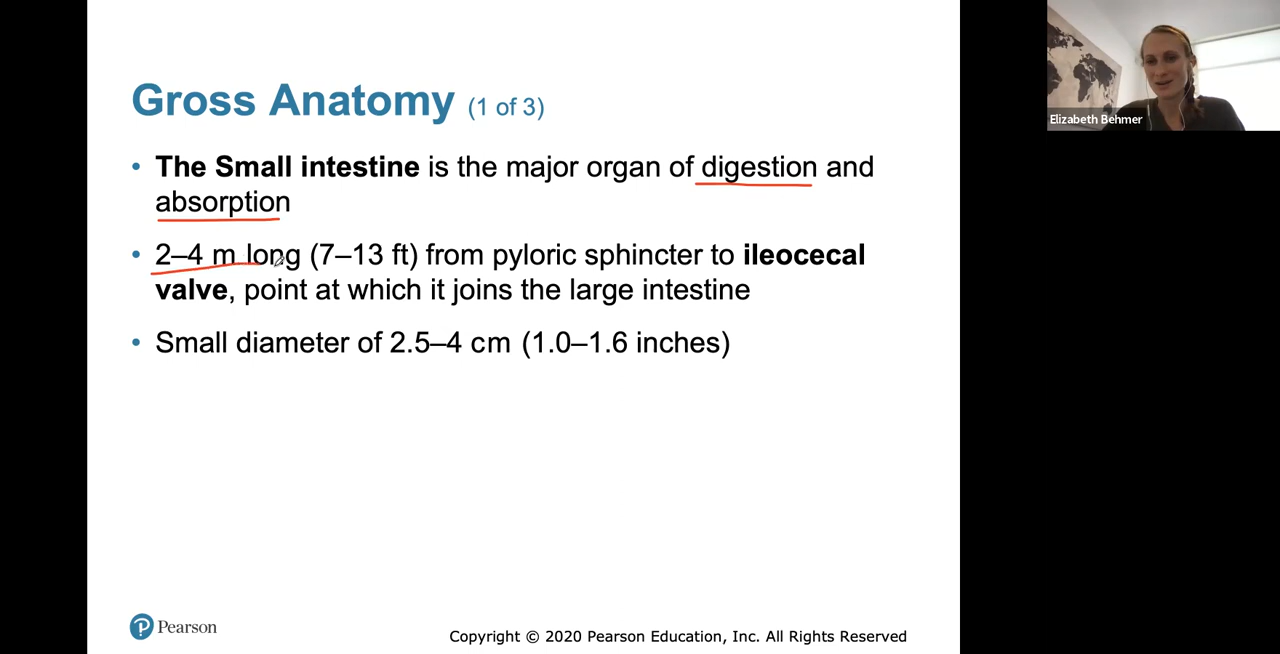 Gross Anatomy (1 of 3)
• The Small intestine is the major organ of digestion and
absorption
• 2–4 m long (7–13 ft) from pyloric sphincter to ileocecal
valve, point at which it joins the large intestine
• Small diameter of 2.5–4 cm (1.0–1.6 inches)
Elizabeth Behmer
P Pearson
Copyright © 2020 Pearson Education, Inc. All Rights Reserved